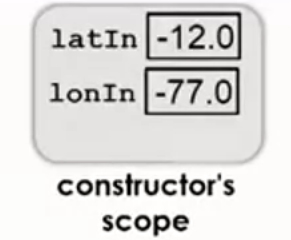 latIn -12.0
lonIn -77.0
constructor's
scope